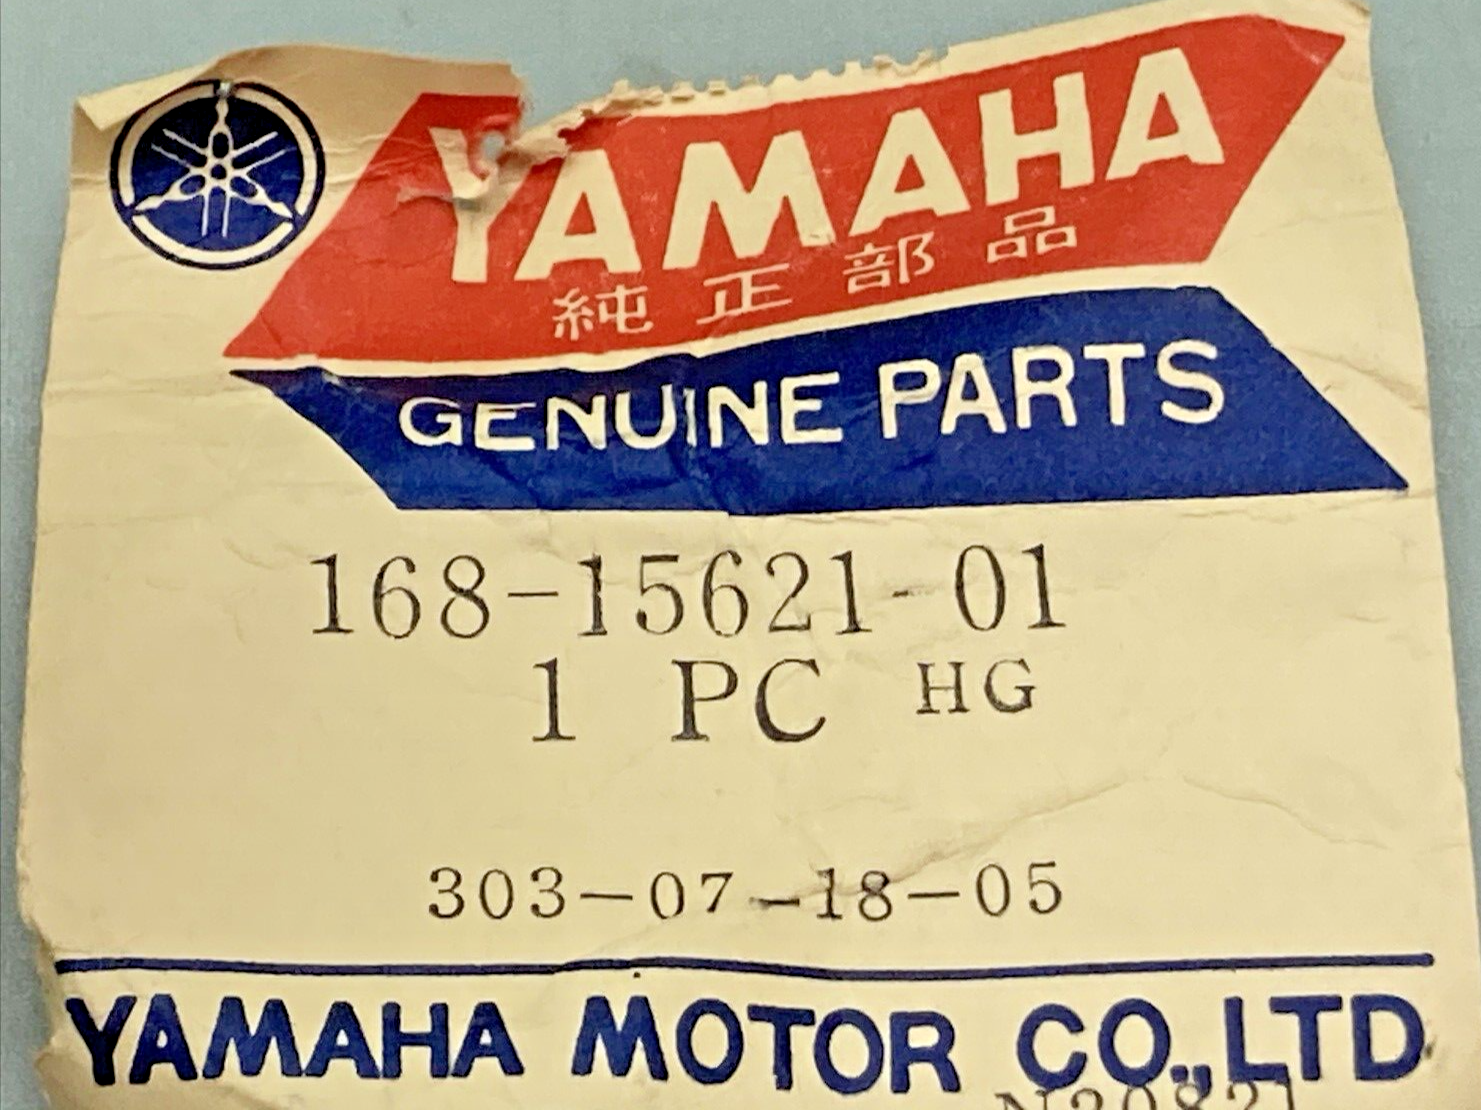 YAMAHA
純正部品
GENUINE PARTS
168-15621-01
1 PC HG
303-07-18-05
YAMAHA MOTOR CO.,LTD